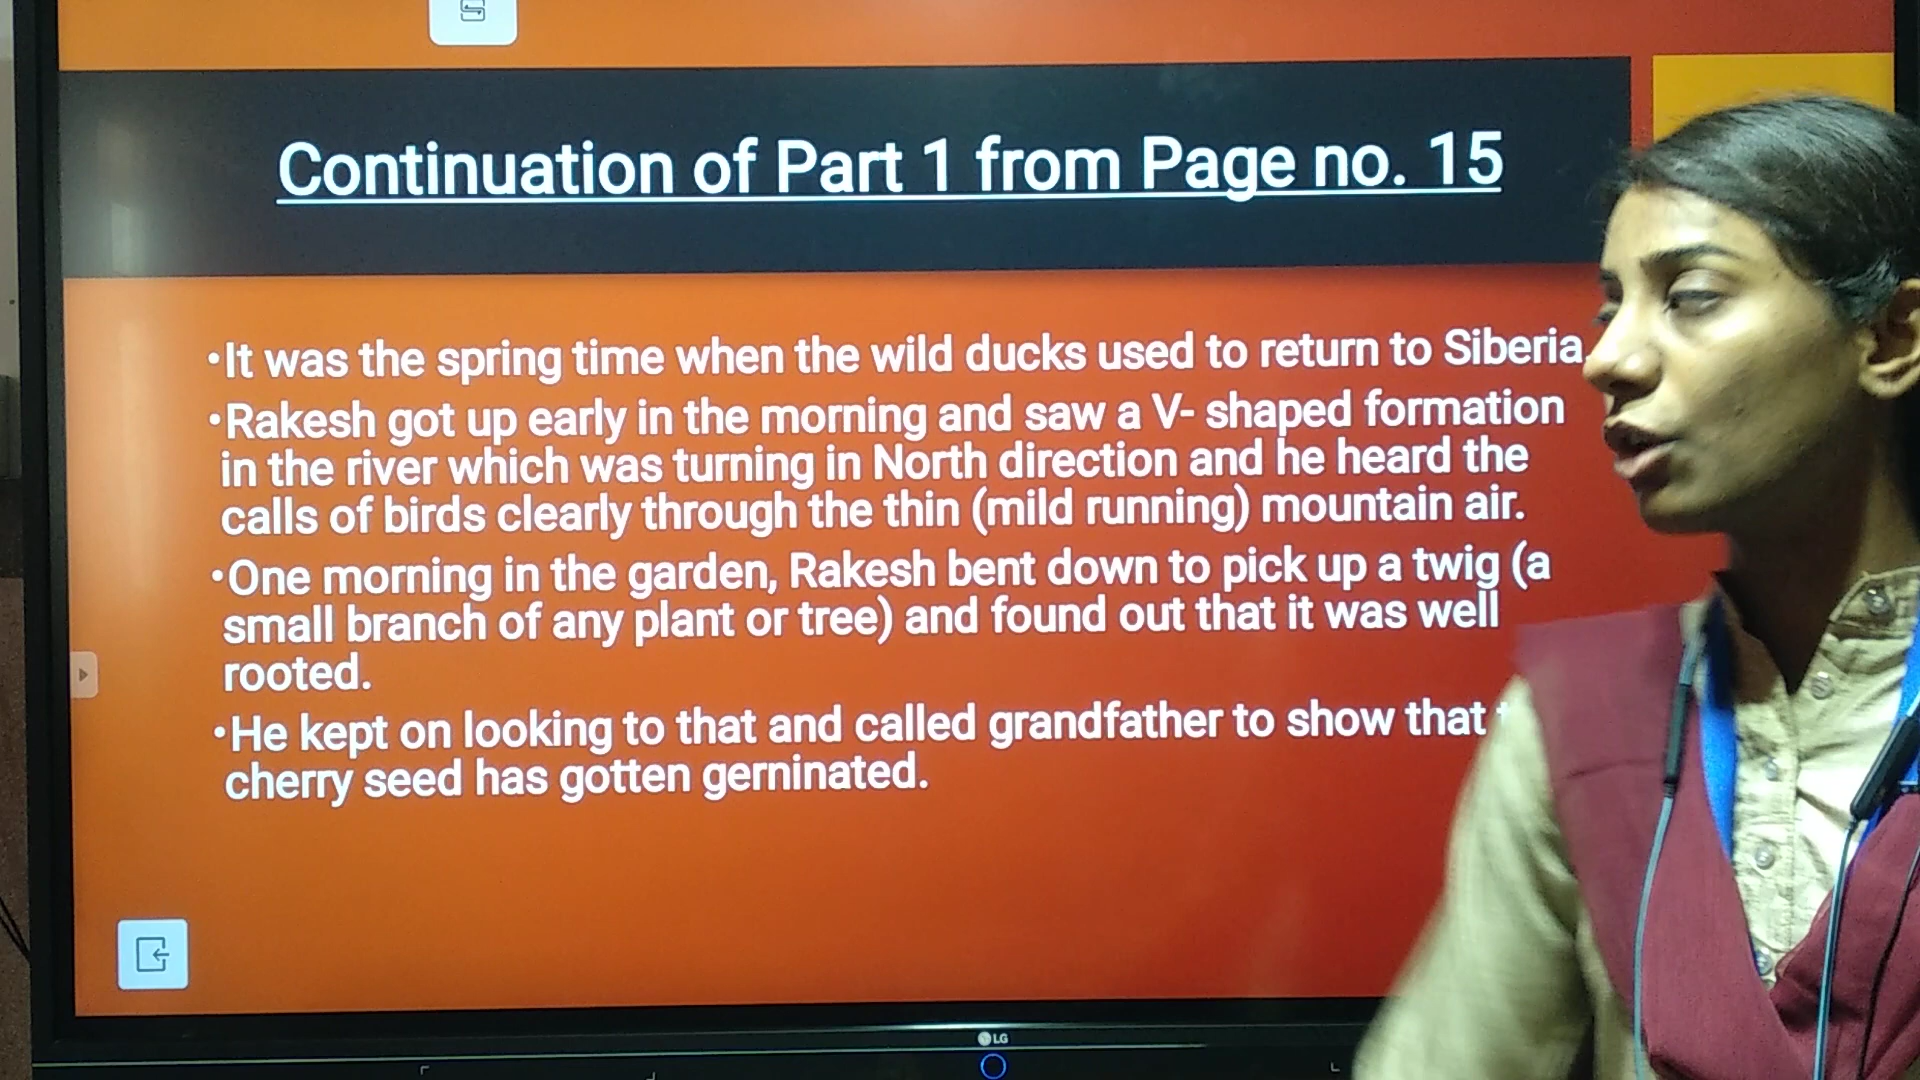 Continuation of Part 1 from Page no. 15
•It was the spring time when the wild ducks used to return to Siberia.
•Rakesh got up early in the morning and saw a V- shaped formation
in the river which was turning in North direction and he heard the
calls of birds clearly through the thin (mild running) mountain air.
•One morning in the garden, Rakesh bent down to pick up a twig (a
small branch of any plant or tree) and found out that it was well
rooted.
•He kept on looking to that and called grandfather to show that
cherry seed has gotten gerninated.
LG